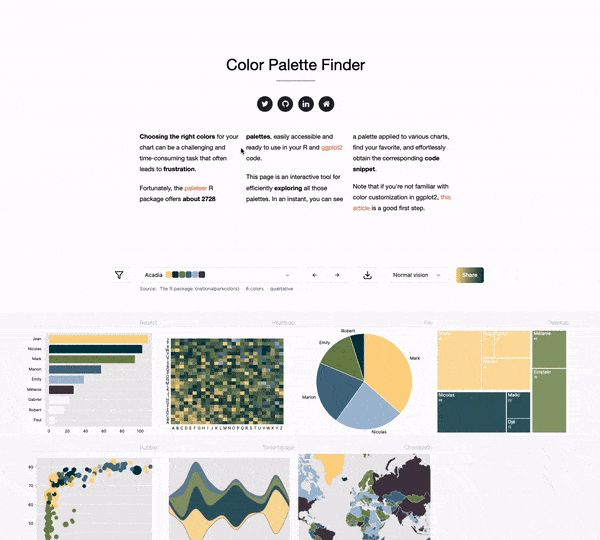 Color Palette Finder
Choosing the right colors for your
chart can be a challenging and
time-consuming task that often
leads to frustration.
Fortunately, the paleteer R
package offers about 2728
palettes, easily accessible and
ready to use in your R and ggplot2
code.
This page is an interactive tool for
efficiently exploring all those
palettes. In an instant, you can see
a palette applied to various charts,
find your favorite, and effortlessly
obtain the corresponding code
snippet.
Note that if you're not familiar with
color customization in ggplot2, this
article is a good first step.
Acadia
Normal vision
Share
Source: The R package {nationalparkcolors} · 6 colors · qualitative
Barplot
Heatmap
Pie
Treemap
Jean
Nicolas
Mark
Marion
Emily
Mélanie
Gabriel
Robert
Paul
0 20 40 60 80 100
A B C D E F G H I J K L M N O P Q R S T U V W X Y Z
Robert
Emily
Mark
Marion
Nicolas
Mélanie
Einstein
Nicolas
Maiki
Djé
Bubble
Streamgraph
Choropleth
80
70
60
50